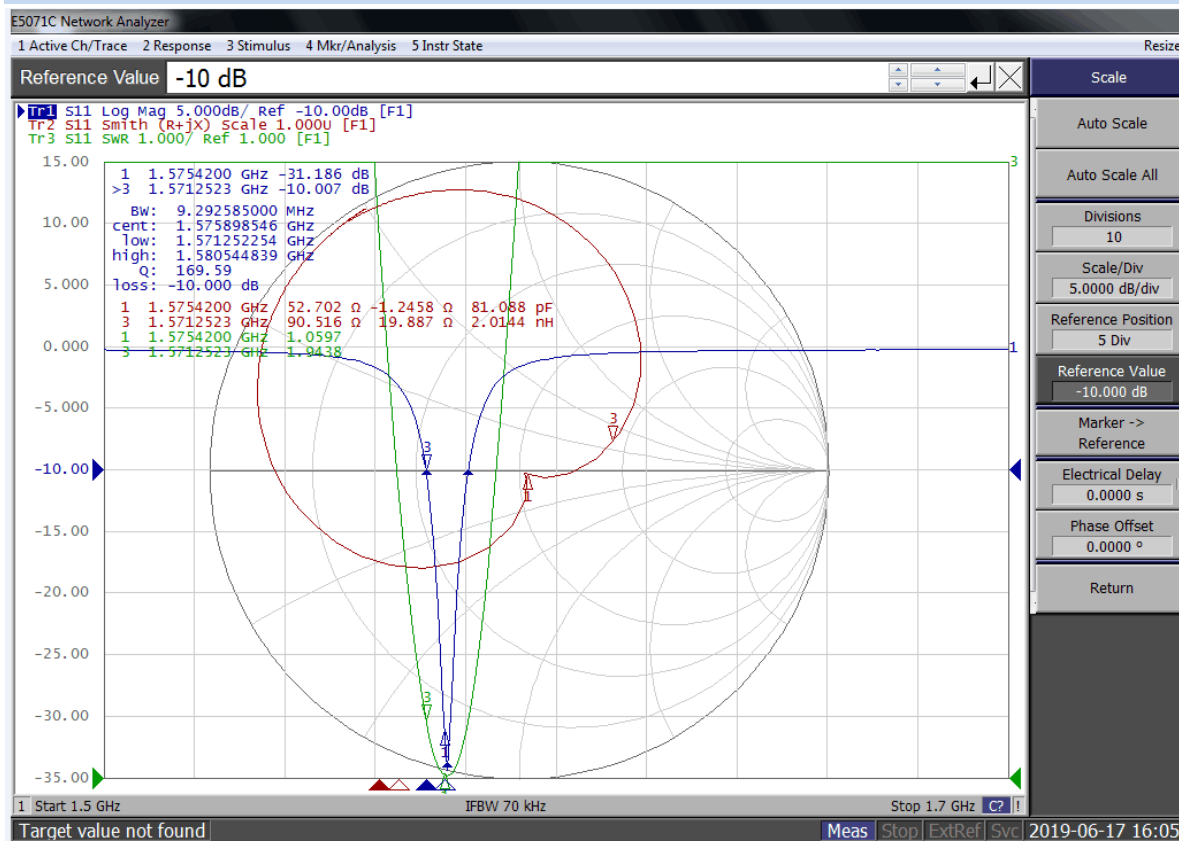 E5071C Network Analyzer
1 Active Ch/Trace 2 Response 3 Stimulus 4 Mkr/Analysis 5 Instr State Resize
Reference Value -10 dB
Tr1 S11 Log Mag 5.000dB/ Ref -10.00dB [F1]
Tr2 S11 Smith (R+jX) Scale 1.000U [F1]
Tr3 S11 SWR 1.000/ Ref 1.000 [F1]
15.00
10.00
5.000
0.000
-5.000
-10.00
-15.00
-20.00
-25.00
-30.00
-35.00
1 1.5754200 GHz -31.186 dB
>3 1.5712523 GHz -10.007 dB
BW: 9.292585000 MHz
cent: 1.575898546 GHz
low: 1.571252254 GHz
high: 1.580544839 GHz
Q: 169.59
loss: -10.000 dB
1 1.5754200 GHz 52.702 Ω -1.2458 Ω 81.088 pF
3 1.5712523 GHz 90.516 Ω 19.887 Ω 2.0144 nH
1 1.5754200 GHz 1.0597
3 1.5712523 GHz 1.9438
3
1
3
3
1
3
1
1 Start 1.5 GHz IFBW 70 kHz Stop 1.7 GHz C? !
Scale
Auto Scale
Auto Scale All
Divisions
10
Scale/Div
5.0000 dB/div
Reference Position
5 Div
Reference Value
-10.000 dB
Marker ->
Reference
Electrical Delay
0.0000 s
Phase Offset
0.0000 °
Return
Target value not found Meas Stop ExtRef Svc 2019-06-17 16:05